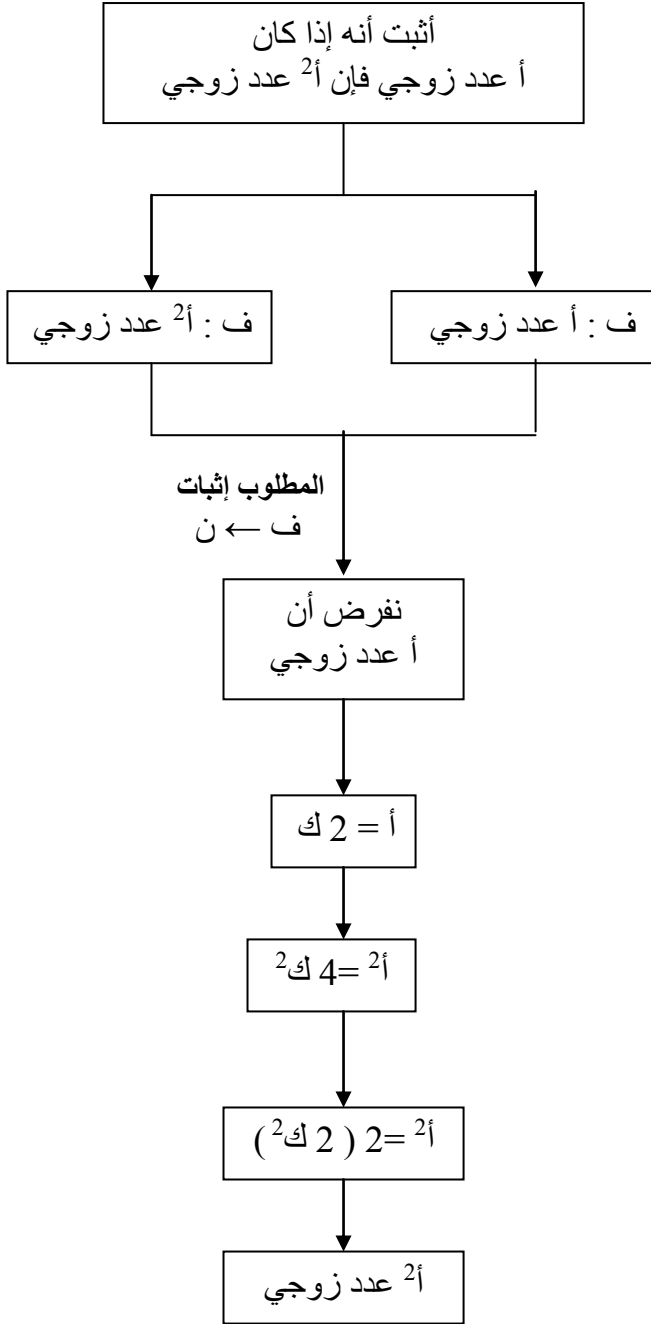 أثبت أنه إذا كان
أ عدد زوجي فإن أ² عدد زوجي
ف : أ عدد زوجي
ف : أ² عدد زوجي
المطلوب إثبات
ف ← ن
نفرض أن
أ عدد زوجي
أ = 2 ك
أ² =4 ك²
أ² =2 ( 2 ك² )
أ² عدد زوجي